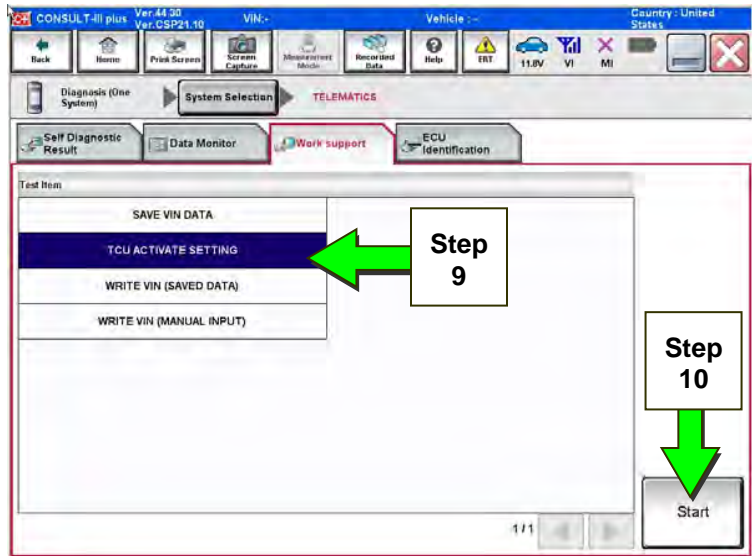 CONSULT-III plus Ver.44.30 Ver.CSP21.10 VIN:- Vehicle : - Country : United States
Back Home Print Screen Screen Capture Measurement Mode Recorded Data Help ERT 11.8V VI MI
Diagnosis (One System) System Selection TELEMATICS
Self Diagnostic Result Data Monitor Work support ECU Identification
Test Item
SAVE VIN DATA
TCU ACTIVATE SETTING
WRITE VIN (SAVED DATA)
WRITE VIN (MANUAL INPUT)
Step 9
Step 10
Start
1/1